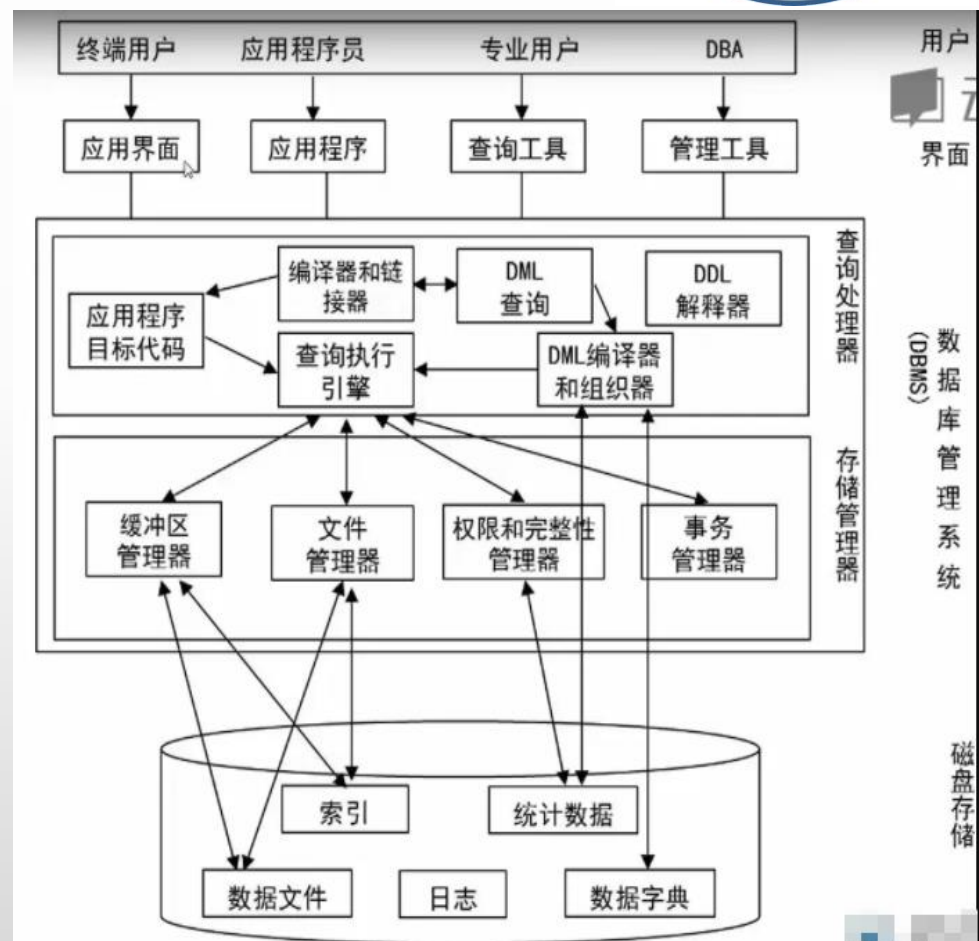 终端用户 应用程序员 专业用户 DBA 用户
应用界面 应用程序 查询工具 管理工具 界面
查询处理器
编译器和链
接器
DML
查询
DDL
解释器
应用程序
目标代码
查询执行
引擎
DML编译器
和组织器
存储管理器
缓冲区
管理器
文件
管理器
权限和完整性
管理器
事务
管理器
数据库管理系统
(DBMS)
磁盘存储
索引 统计数据
数据文件 日志 数据字典